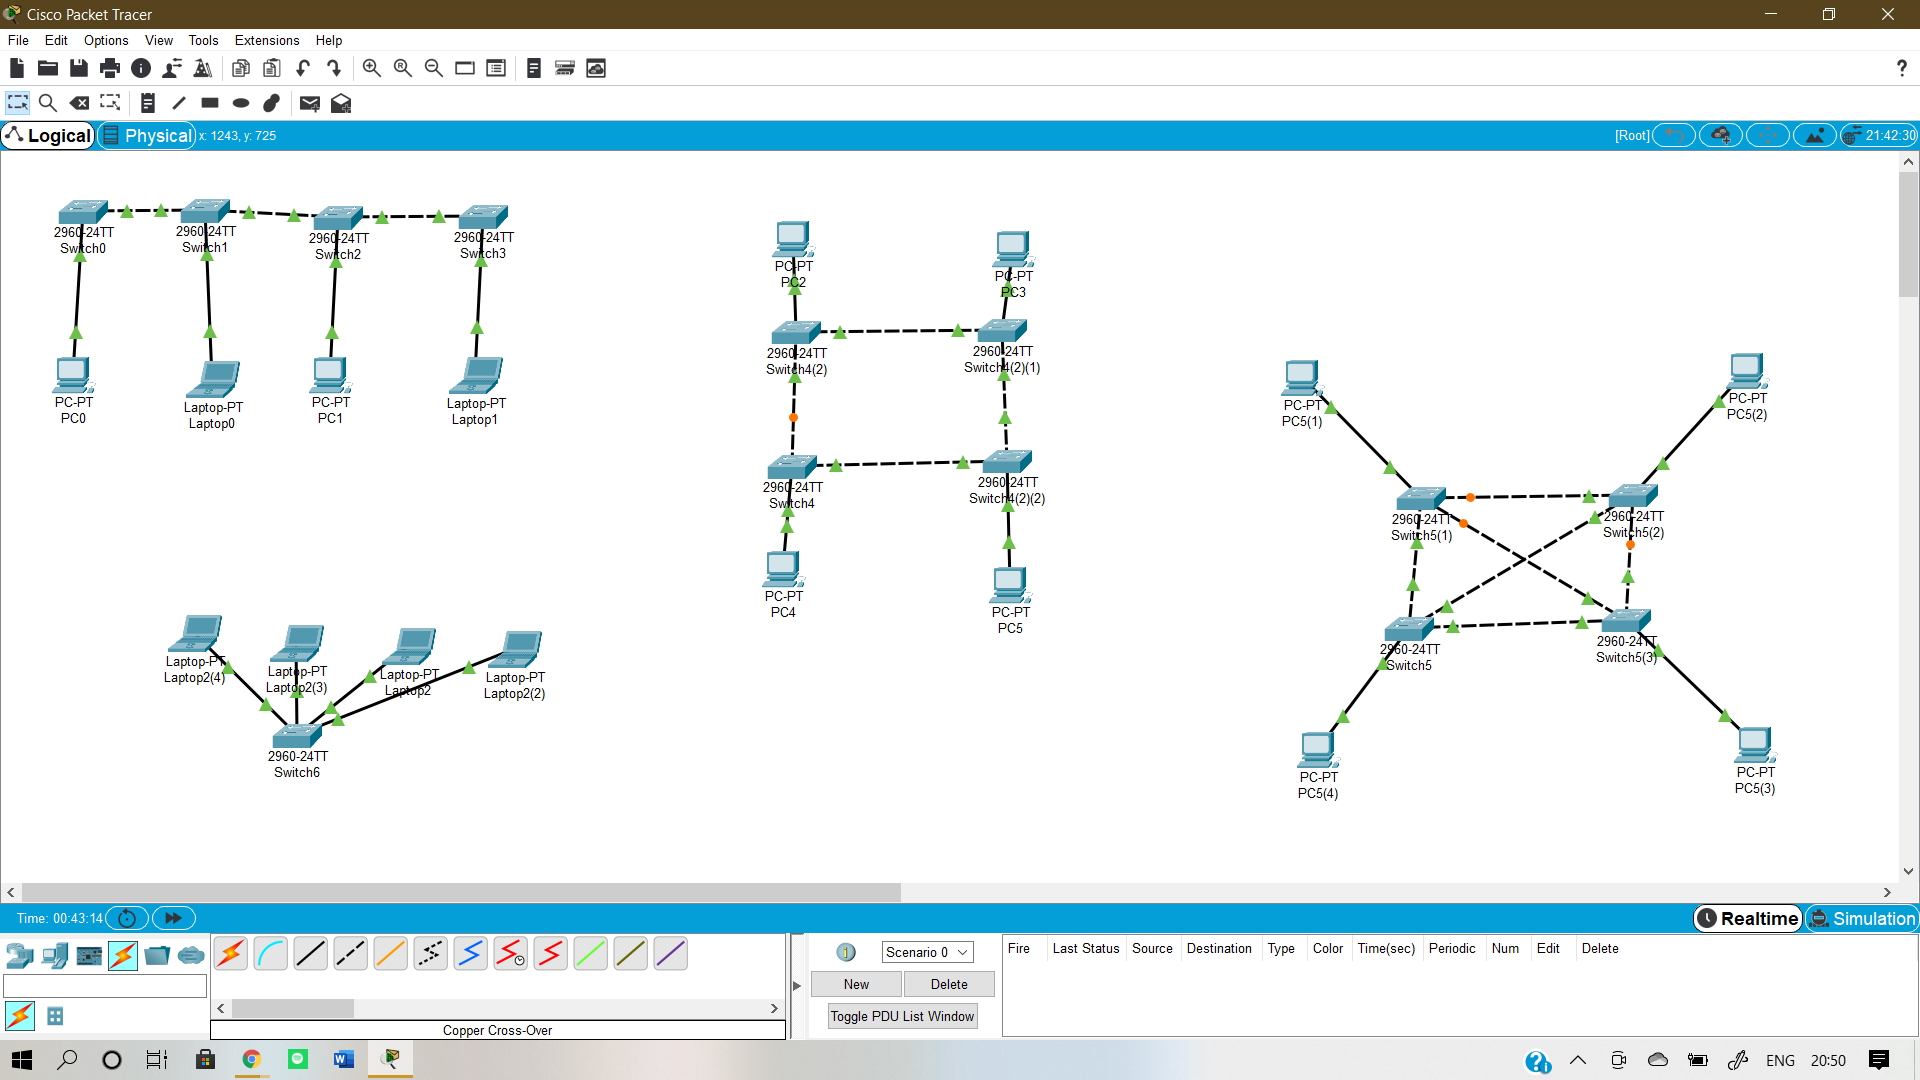 Cisco Packet Tracer
File Edit Options View Tools Extensions Help
Logical Physical x: 1243, y: 725 [Root] 21:42:30
2960-24TT
Switch0
2960-24TT
Switch1
2960-24TT
Switch2
2960-24TT
Switch3
PC-PT
PC0
Laptop-PT
Laptop0
PC-PT
PC1
Laptop-PT
Laptop1
PC-PT
PC2
PC-PT
PC3
2960-24TT
Switch4(2)
2960-24TT
Switch4(2)(1)
2960-24TT
Switch4
2960-24TT
Switch4(2)(2)
PC-PT
PC4
PC-PT
PC5
PC-PT
PC5(1)
PC-PT
PC5(2)
2960-24TT
Switch5(1)
2960-24TT
Switch5(2)
2960-24TT
Switch5
2960-24TT
Switch5(3)
PC-PT
PC5(4)
PC-PT
PC5(3)
Laptop-PT
Laptop2(4)
Laptop-PT
Laptop2(3)
Laptop-PT
Laptop2
Laptop-PT
Laptop2(2)
2960-24TT
Switch6
Time: 00:43:14 Realtime Simulation
Scenario 0
New Delete
Toggle PDU List Window
Fire Last Status Source Destination Type Color Time(sec) Periodic Num Edit Delete
Copper Cross-Over
ENG 20:50